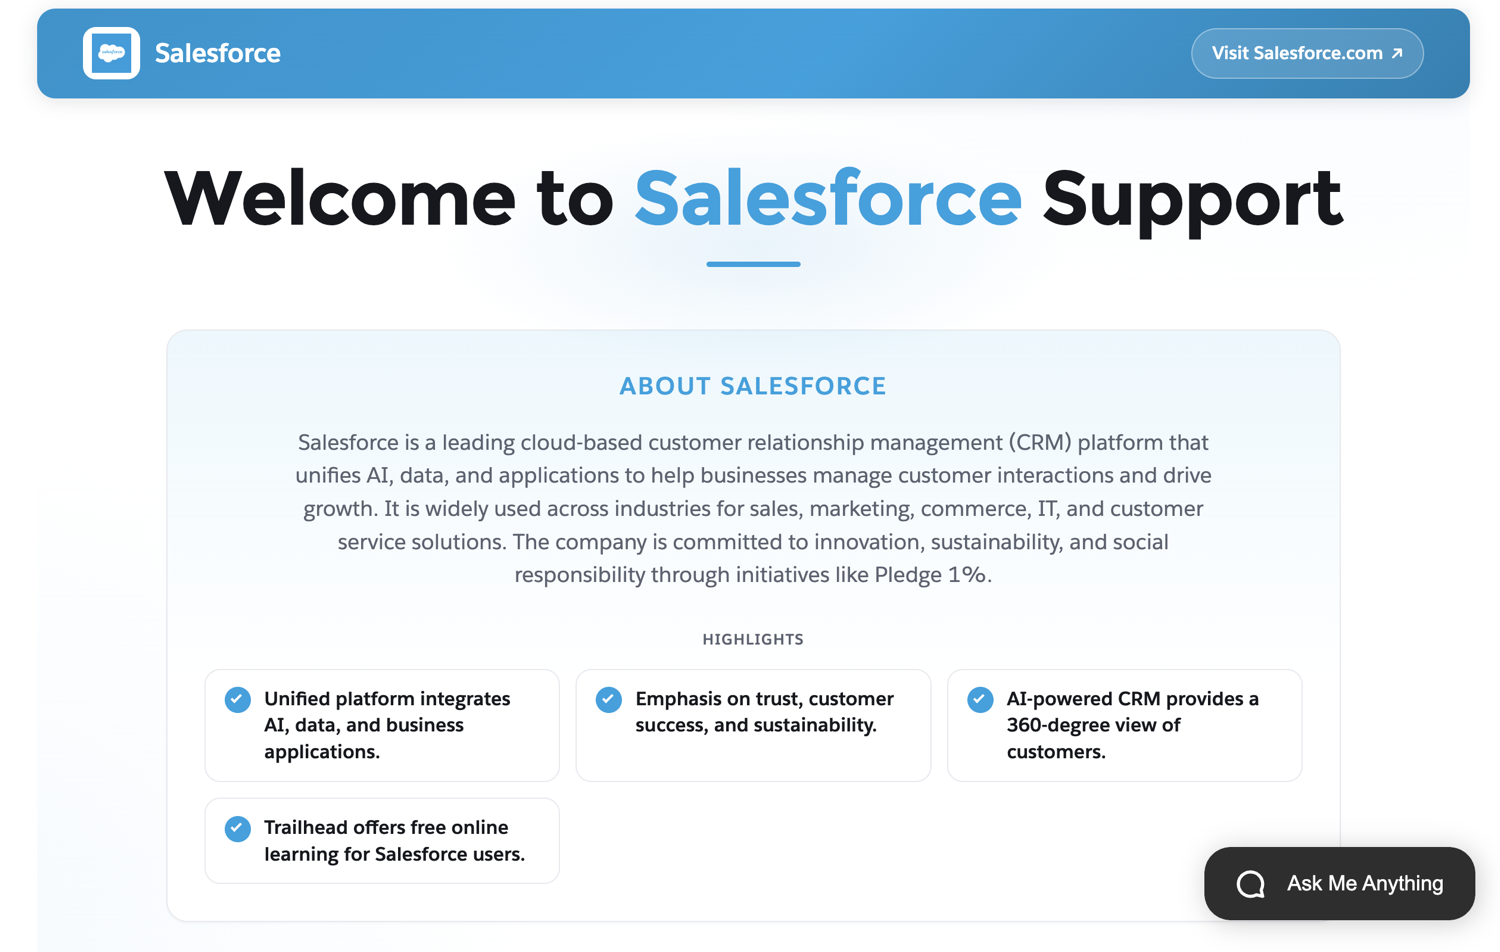 Salesforce
Visit Salesforce.com ↗
Welcome to Salesforce Support
ABOUT SALESFORCE
Salesforce is a leading cloud-based customer relationship management (CRM) platform that
unifies AI, data, and applications to help businesses manage customer interactions and drive
growth. It is widely used across industries for sales, marketing, commerce, IT, and customer
service solutions. The company is committed to innovation, sustainability, and social
responsibility through initiatives like Pledge 1%.
HIGHLIGHTS
Unified platform integrates
AI, data, and business
applications.
Emphasis on trust, customer
success, and sustainability.
AI-powered CRM provides a
360-degree view of
customers.
Trailhead offers free online
learning for Salesforce users.
Ask Me Anything